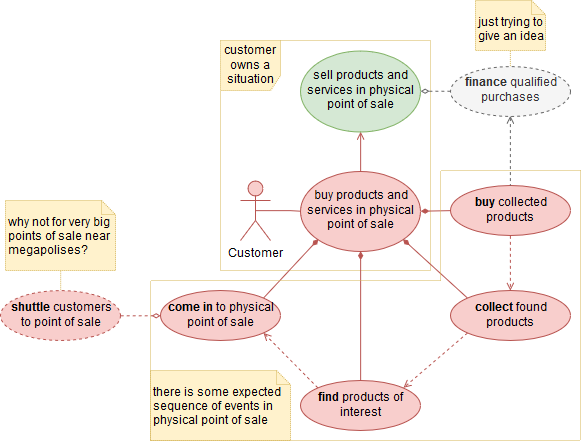 just trying to
give an idea
customer
owns a
situation
sell products and
services in physical
point of sale
finance qualified
purchases
buy products and
services in physical
point of sale
buy collected
products
Customer
why not for very big
points of sale near
megapolises?
shuttle customers
to point of sale
come in to physical
point of sale
collect found
products
there is some expected
sequence of events in
physical point of sale
find products of
interest